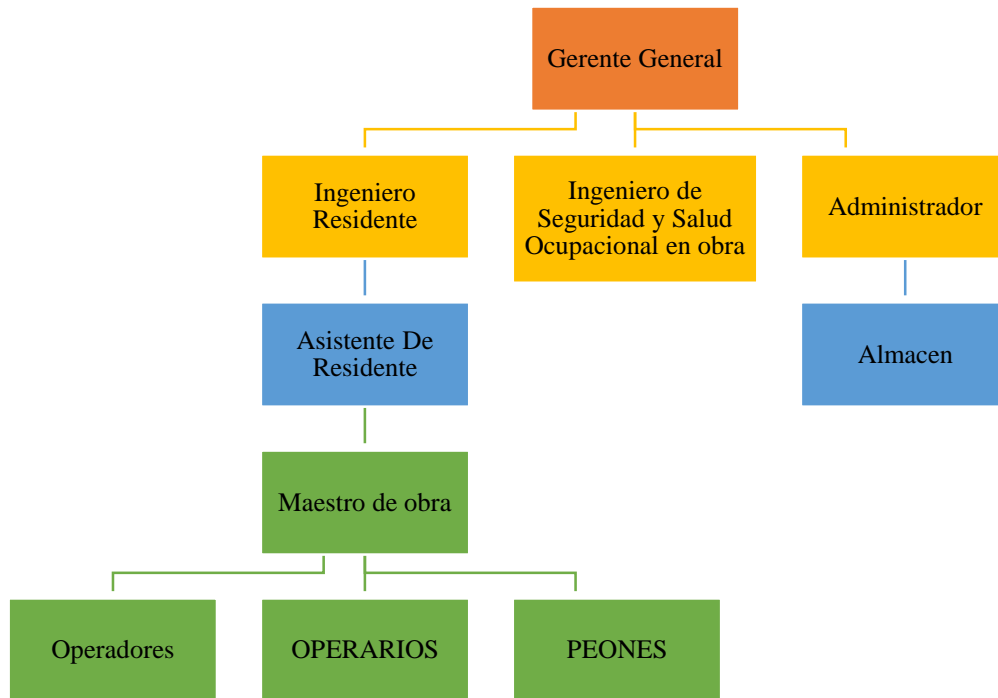 Gerente General
Ingeniero
Residente
Ingeniero de
Seguridad y Salud
Ocupacional en obra
Administrador
Asistente De
Residente
Almacen
Maestro de obra
Operadores
OPERARIOS
PEONES